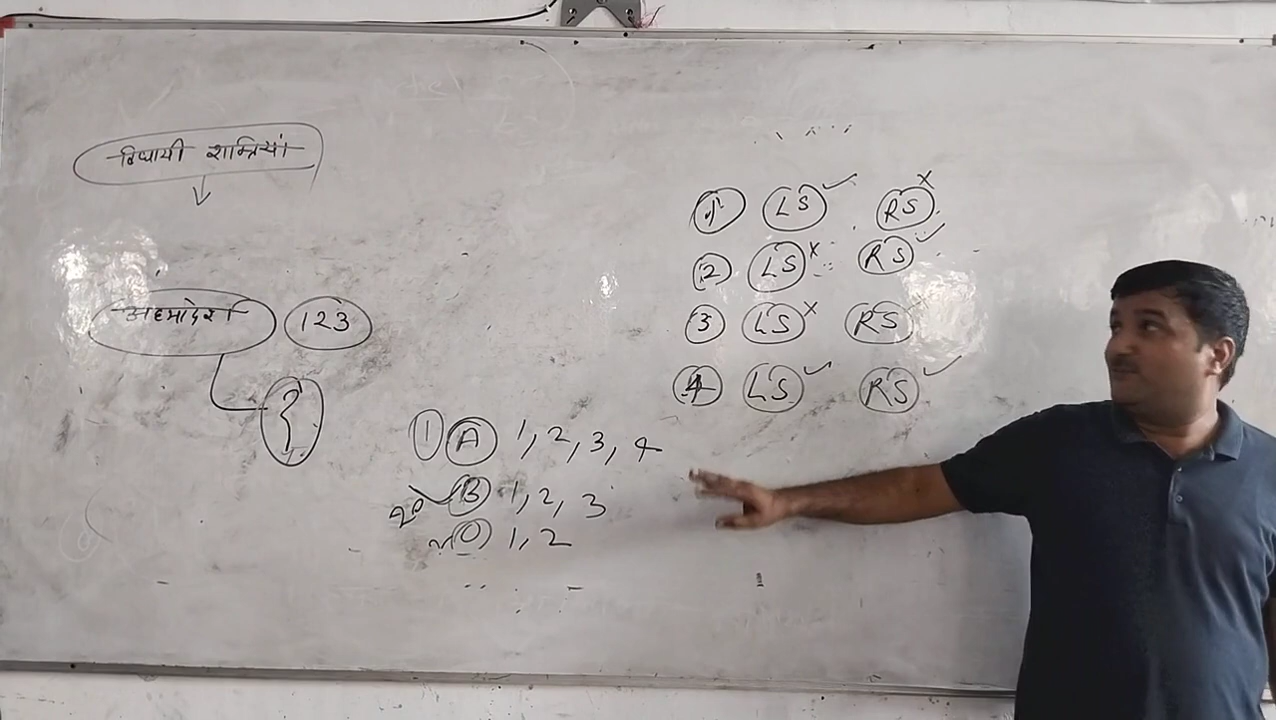 विधायी शक्तियां
अध्यादेश 123
1 LS ✓ RS ×
2 LS × RS ✓
3 LS × RS ×
4 LS ✓ RS ✓
1 A 1, 2, 3, 4
B 1, 2, 3
1, 2